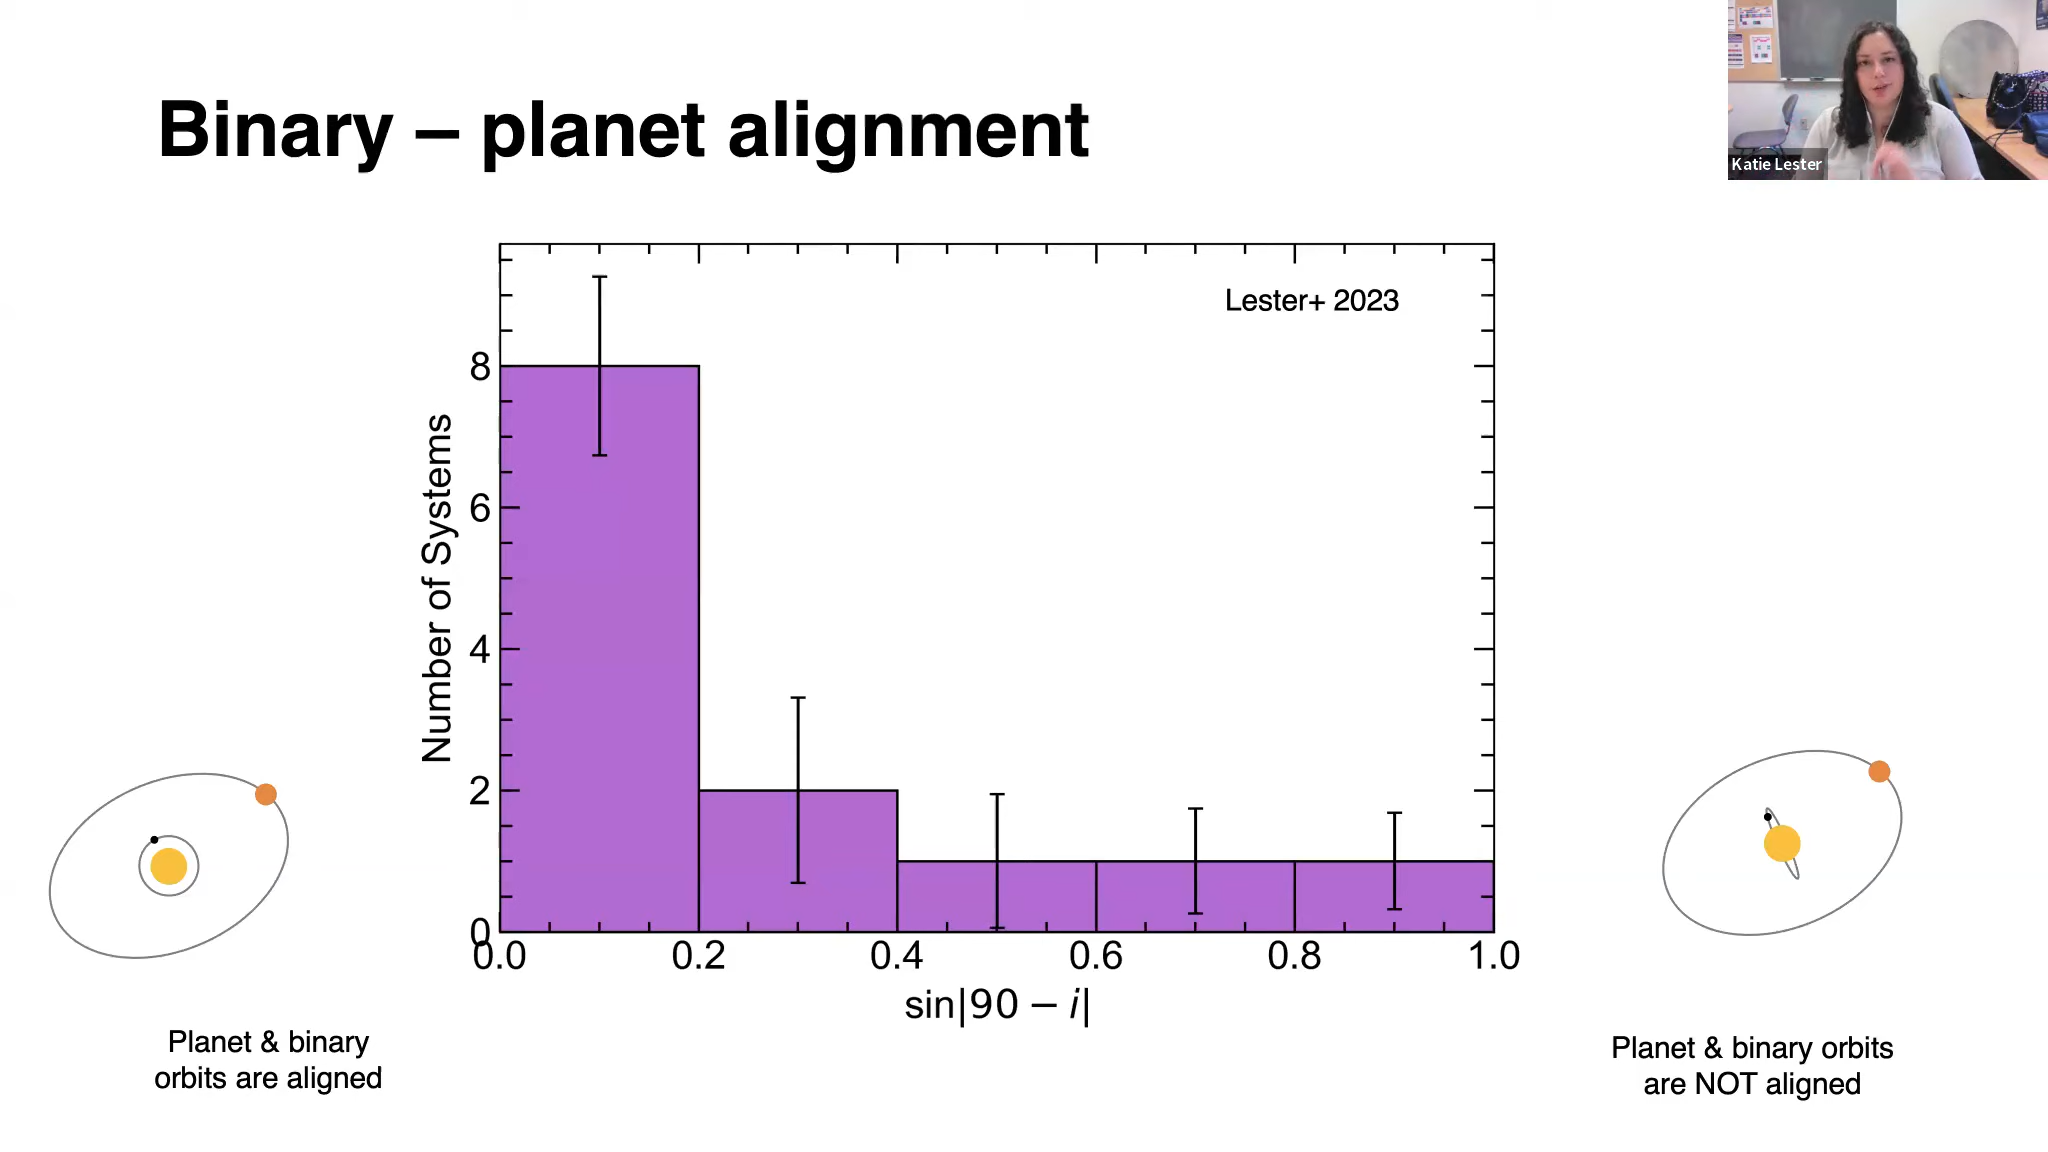 Binary – planet alignment
Katie Lester
Lester+ 2023
Number of Systems
8
6
4
2
0
0.0 0.2 0.4 0.6 0.8 1.0
sin|90 − i|
Planet & binary
orbits are aligned
Planet & binary orbits
are NOT aligned